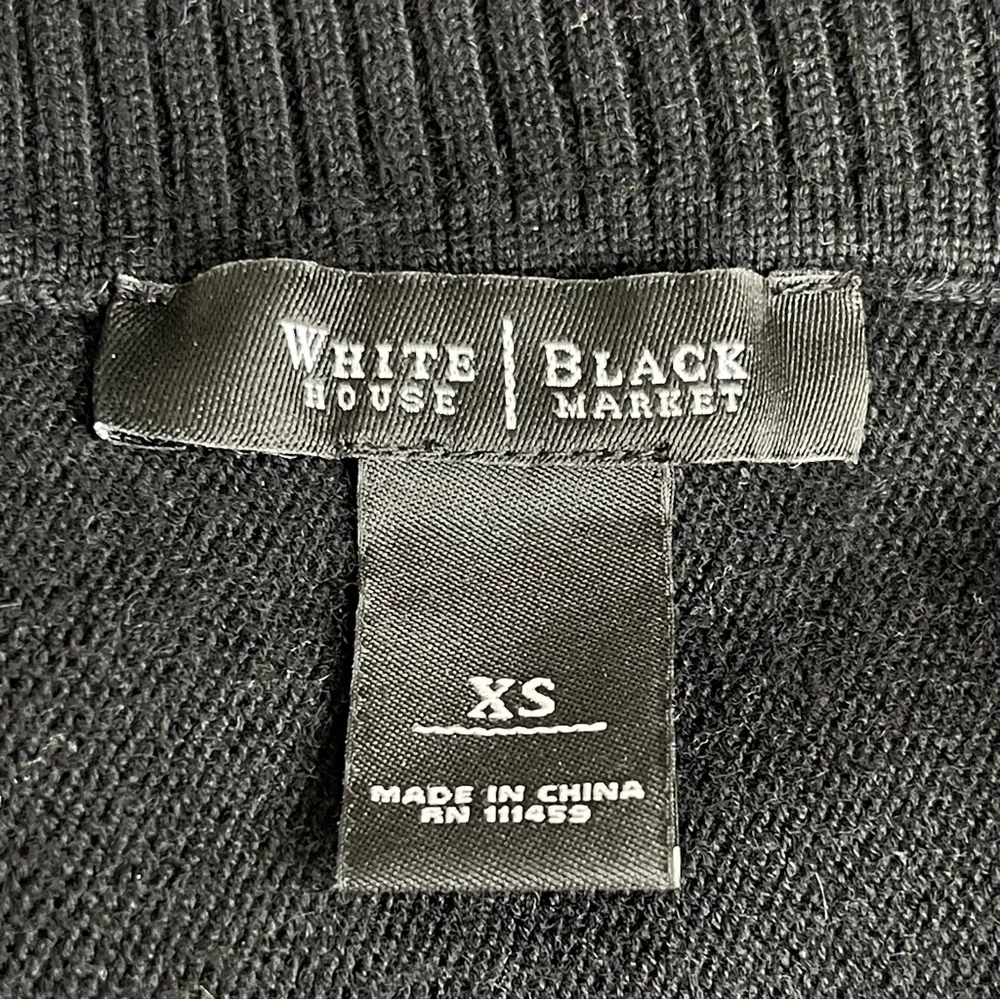 WHITE | BLACK
HOUSE | MARKET
XS
MADE IN CHINA
RN 111459